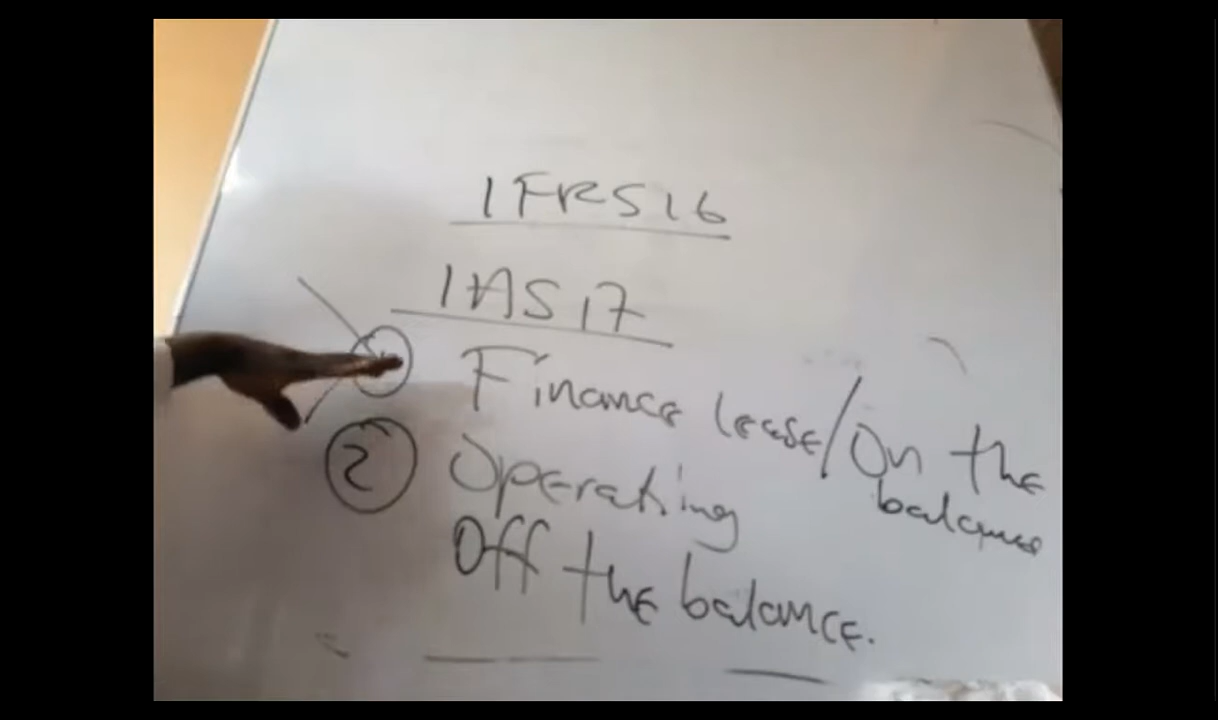 IFRS 16
IAS 17
1 Finance lease/On the
balance
2 Operating
Off the balance.